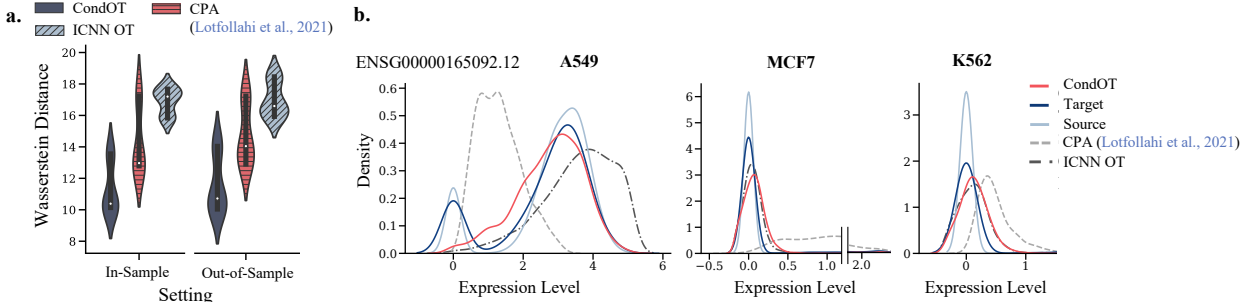 a.
CondOT
ICNN OT
CPA
(Lotfollahi et al., 2021)
20
18
16
14
12
10
8
Wasserstein Distance
In-Sample
Out-of-Sample
Setting
b.
ENSG00000165092.12
A549
0.6
0.5
0.4
0.3
0.2
0.1
0.0
Density
0
2
4
6
Expression Level
MCF7
6
5
4
3
2
1
0
−0.5
0.0
0.5
1.0
2.0
Expression Level
K562
3
2
1
0
0
1
Expression Level
CondOT
Target
Source
CPA (Lotfollahi et al., 2021)
ICNN OT